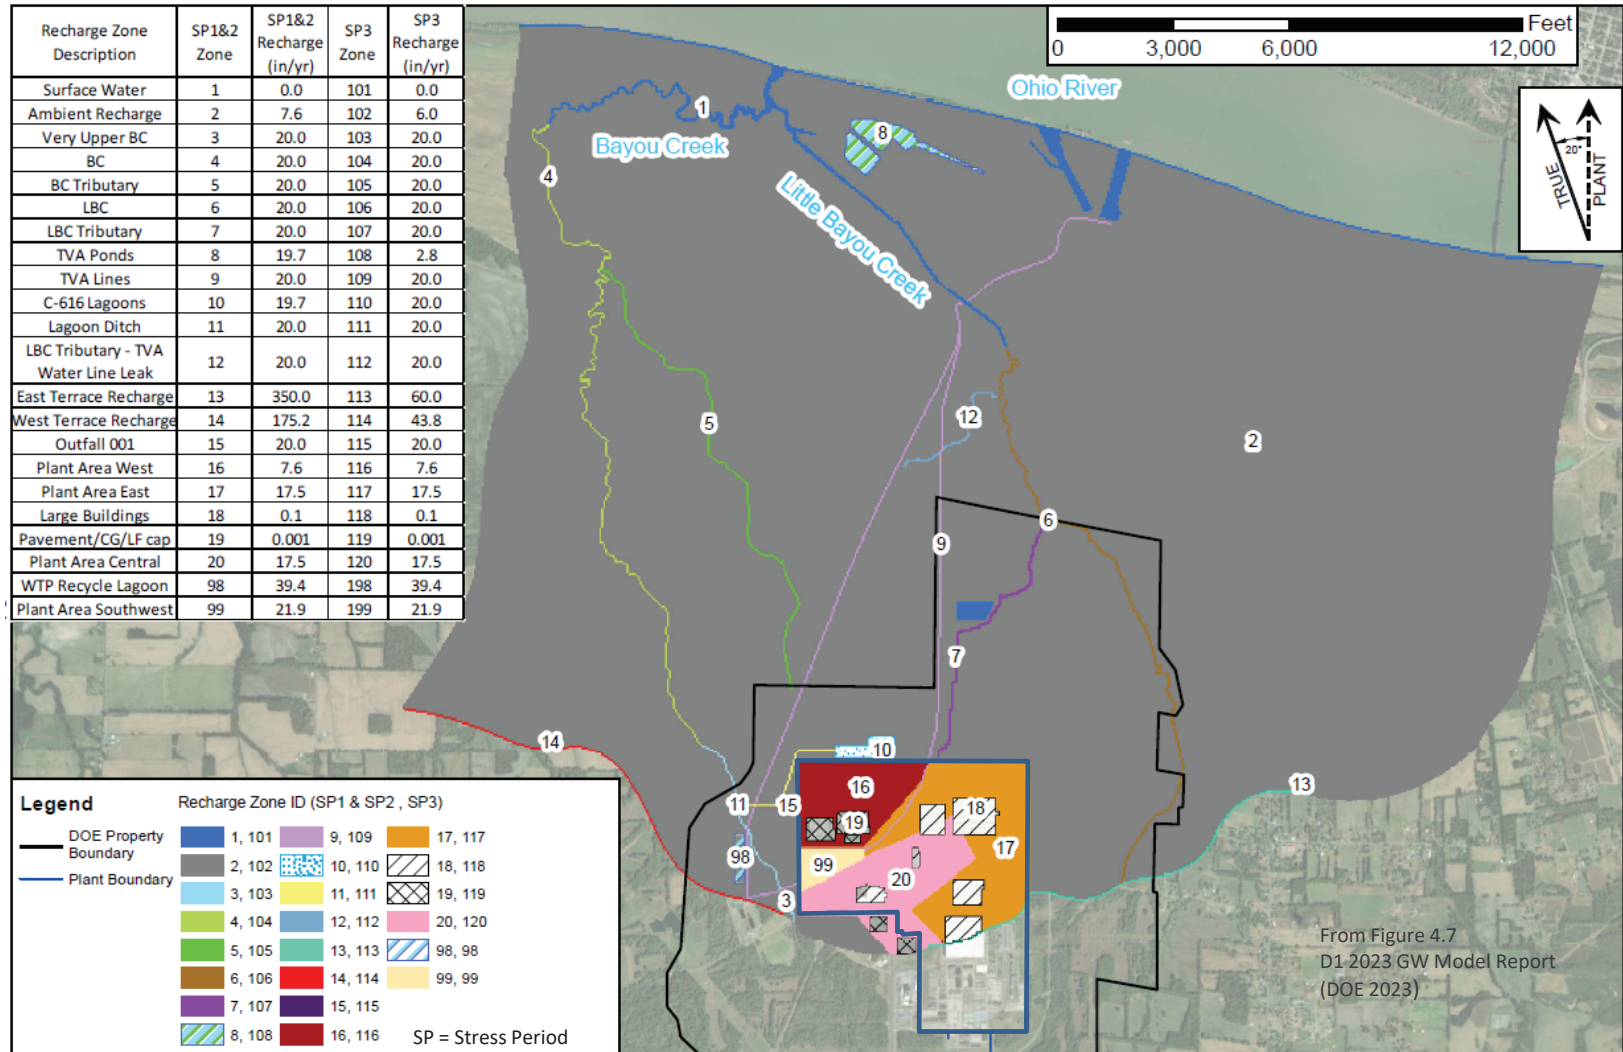 Recharge Zone Description | SP1&2 Zone | SP1&2 Recharge (in/yr) | SP3 Zone | SP3 Recharge (in/yr)
Surface Water | 1 | 0.0 | 101 | 0.0
Ambient Recharge | 2 | 7.6 | 102 | 6.0
Very Upper BC | 3 | 20.0 | 103 | 20.0
BC | 4 | 20.0 | 104 | 20.0
BC Tributary | 5 | 20.0 | 105 | 20.0
LBC | 6 | 20.0 | 106 | 20.0
LBC Tributary | 7 | 20.0 | 107 | 20.0
TVA Ponds | 8 | 19.7 | 108 | 2.8
TVA Lines | 9 | 20.0 | 109 | 20.0
C-616 Lagoons | 10 | 19.7 | 110 | 20.0
Lagoon Ditch | 11 | 20.0 | 111 | 20.0
LBC Tributary - TVA Water Line Leak | 12 | 20.0 | 112 | 20.0
East Terrace Recharge | 13 | 350.0 | 113 | 60.0
West Terrace Recharge | 14 | 175.2 | 114 | 43.8
Outfall 001 | 15 | 20.0 | 115 | 20.0
Plant Area West | 16 | 7.6 | 116 | 7.6
Plant Area East | 17 | 17.5 | 117 | 17.5
Large Buildings | 18 | 0.1 | 118 | 0.1
Pavement/CG/LF cap | 19 | 0.001 | 119 | 0.001
Plant Area Central | 20 | 17.5 | 120 | 17.5
WTP Recycle Lagoon | 98 | 39.4 | 198 | 39.4
Plant Area Southwest | 99 | 21.9 | 199 | 21.9
Feet
0 3,000 6,000 12,000
Ohio River
20°
TRUE
PLANT
1
Bayou Creek
8
4
Little Bayou Creek
5
12
2
6
9
7
14
10
13
16
11
15
18
19
17
98
99
20
3
Legend
Recharge Zone ID (SP1 & SP2 , SP3)
DOE Property
Boundary
Plant Boundary
1, 101
2, 102
3, 103
4, 104
5, 105
6, 106
7, 107
8, 108
9, 109
10, 110
11, 111
12, 112
13, 113
14, 114
15, 115
16, 116
17, 117
18, 118
19, 119
20, 120
98, 98
99, 99
SP = Stress Period
From Figure 4.7
D1 2023 GW Model Report
(DOE 2023)